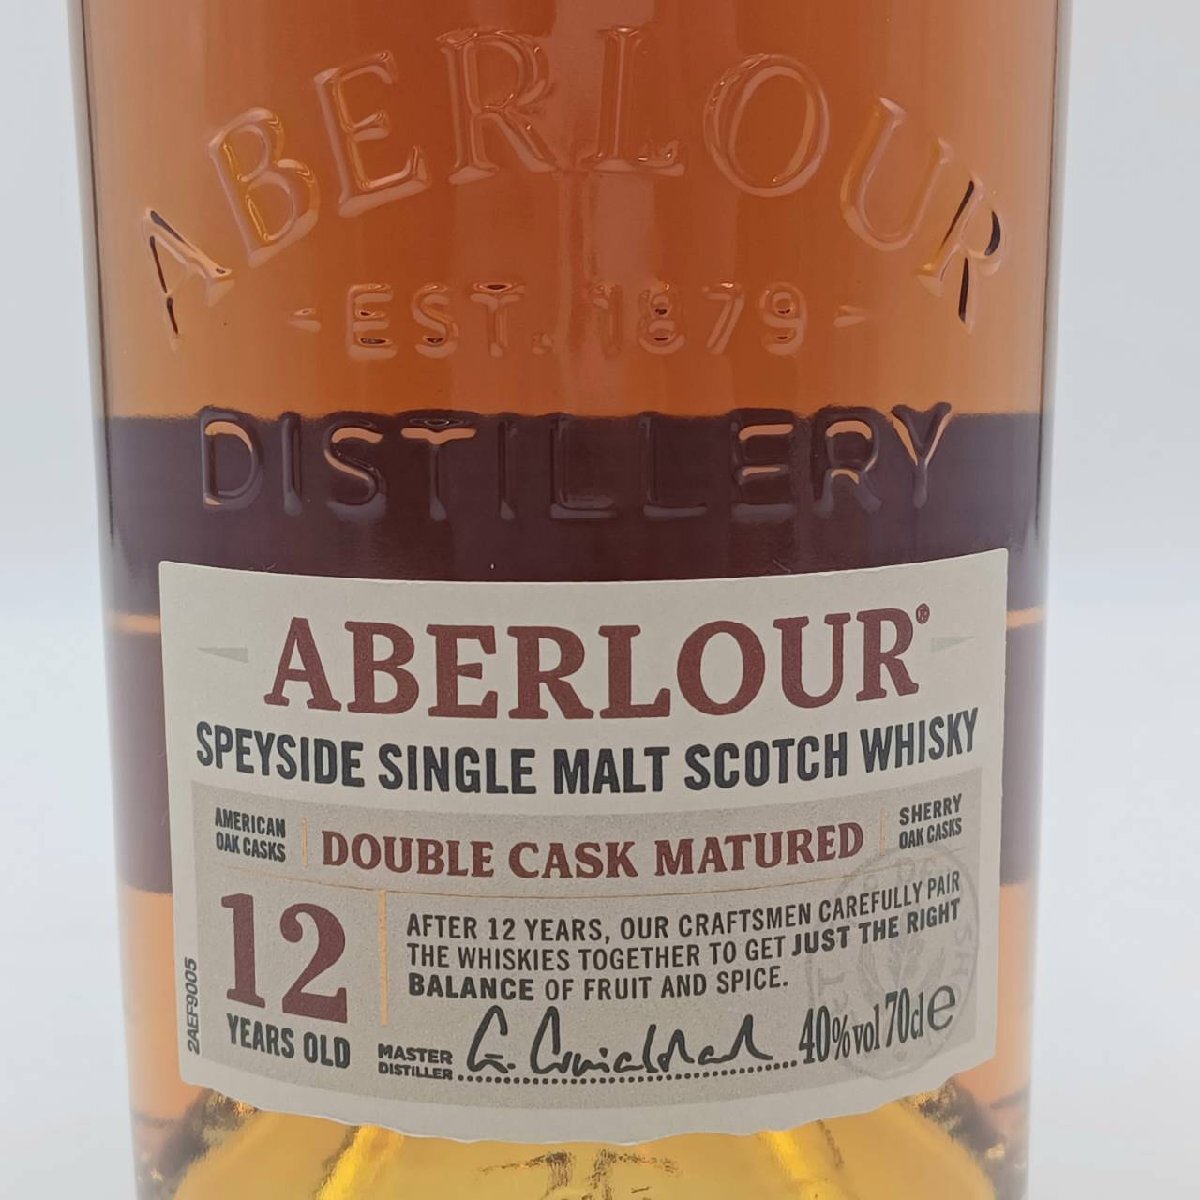 ABERLOUR
-EST. 1879-
DISTILLERY
ABERLOUR®
SPEYSIDE SINGLE MALT SCOTCH WHISKY
AMERICAN
OAK CASKS
DOUBLE CASK MATURED
SHERRY
OAK CASKS
12
YEARS OLD
AFTER 12 YEARS, OUR CRAFTSMEN CAREFULLY PAIR
THE WHISKIES TOGETHER TO GET JUST THE RIGHT
BALANCE OF FRUIT AND SPICE.
MASTER
DISTILLER
G. Cruickshank
40%vol 70cl e
2AEF9005